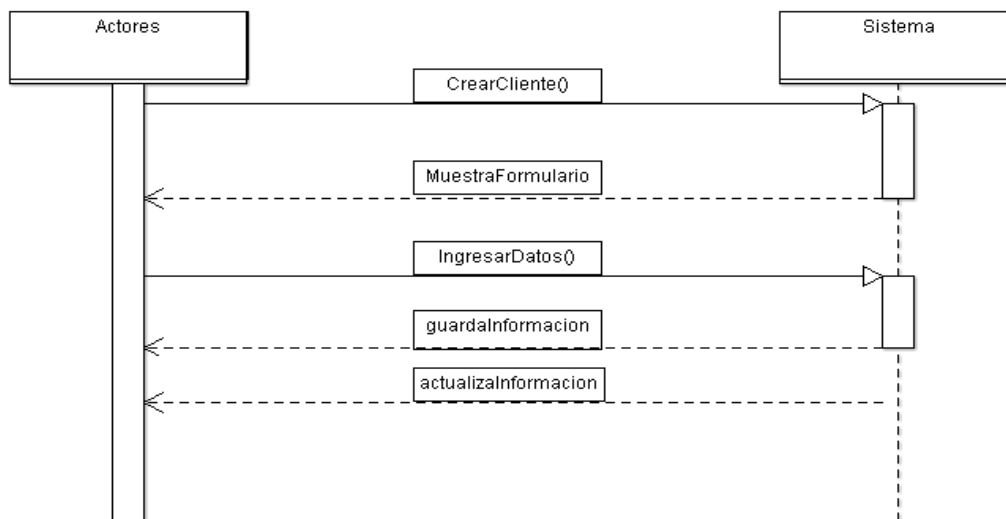 Actores
Sistema
CrearCliente()
MuestraFormulario
IngresarDatos()
guardaInformacion
actualizaInformacion